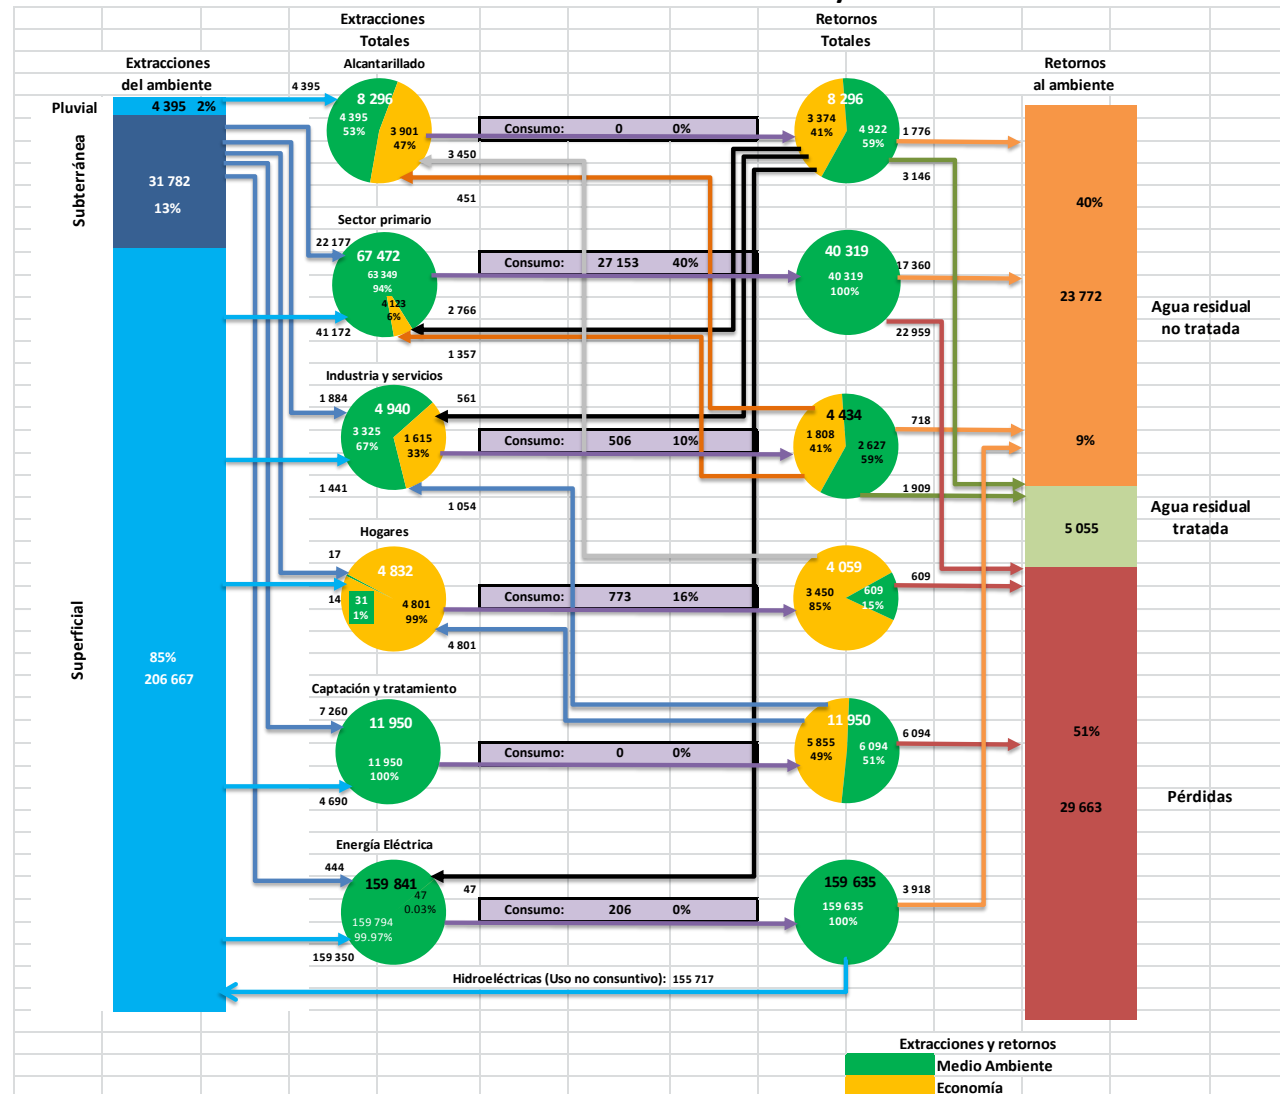 Extracciones
Totales
Retornos
Totales
Extracciones
del ambiente
Retornos
al ambiente
Pluvial
4 395 2%
Subterránea
31 782
13%
Superficial
85%
206 667
4 395
Alcantarillado
8 296
4 395
53%
3 901
47%
Consumo: 0 0%
3 450
451
8 296
3 374
41%
4 922
59%
1 776
3 146
Sector primario
22 177
67 472
63 349
94%
4 123
6%
41 172
Consumo: 27 153 40%
2 766
1 357
40 319
40 319
100%
17 360
22 959
Industria y servicios
1 884
4 940
3 325
67%
1 615
33%
1 441
561
Consumo: 506 10%
1 054
4 434
1 808
41%
2 627
59%
718
1 909
Hogares
17
14
4 832
31
1%
4 801
99%
Consumo: 773 16%
4 801
4 059
3 450
85%
609
15%
609
Captación y tratamiento
7 260
11 950
11 950
100%
4 690
Consumo: 0 0%
11 950
5 855
49%
6 094
51%
6 094
Energía Eléctrica
444
159 841
47
0.03%
159 794
99.97%
159 350
47
Consumo: 206 0%
159 635
159 635
100%
3 918
Hidroeléctricas (Uso no consuntivo): 155 717
40%
23 772
9%
Agua residual
no tratada
5 055
Agua residual
tratada
51%
29 663
Pérdidas
Extracciones y retornos
Medio Ambiente
Economía